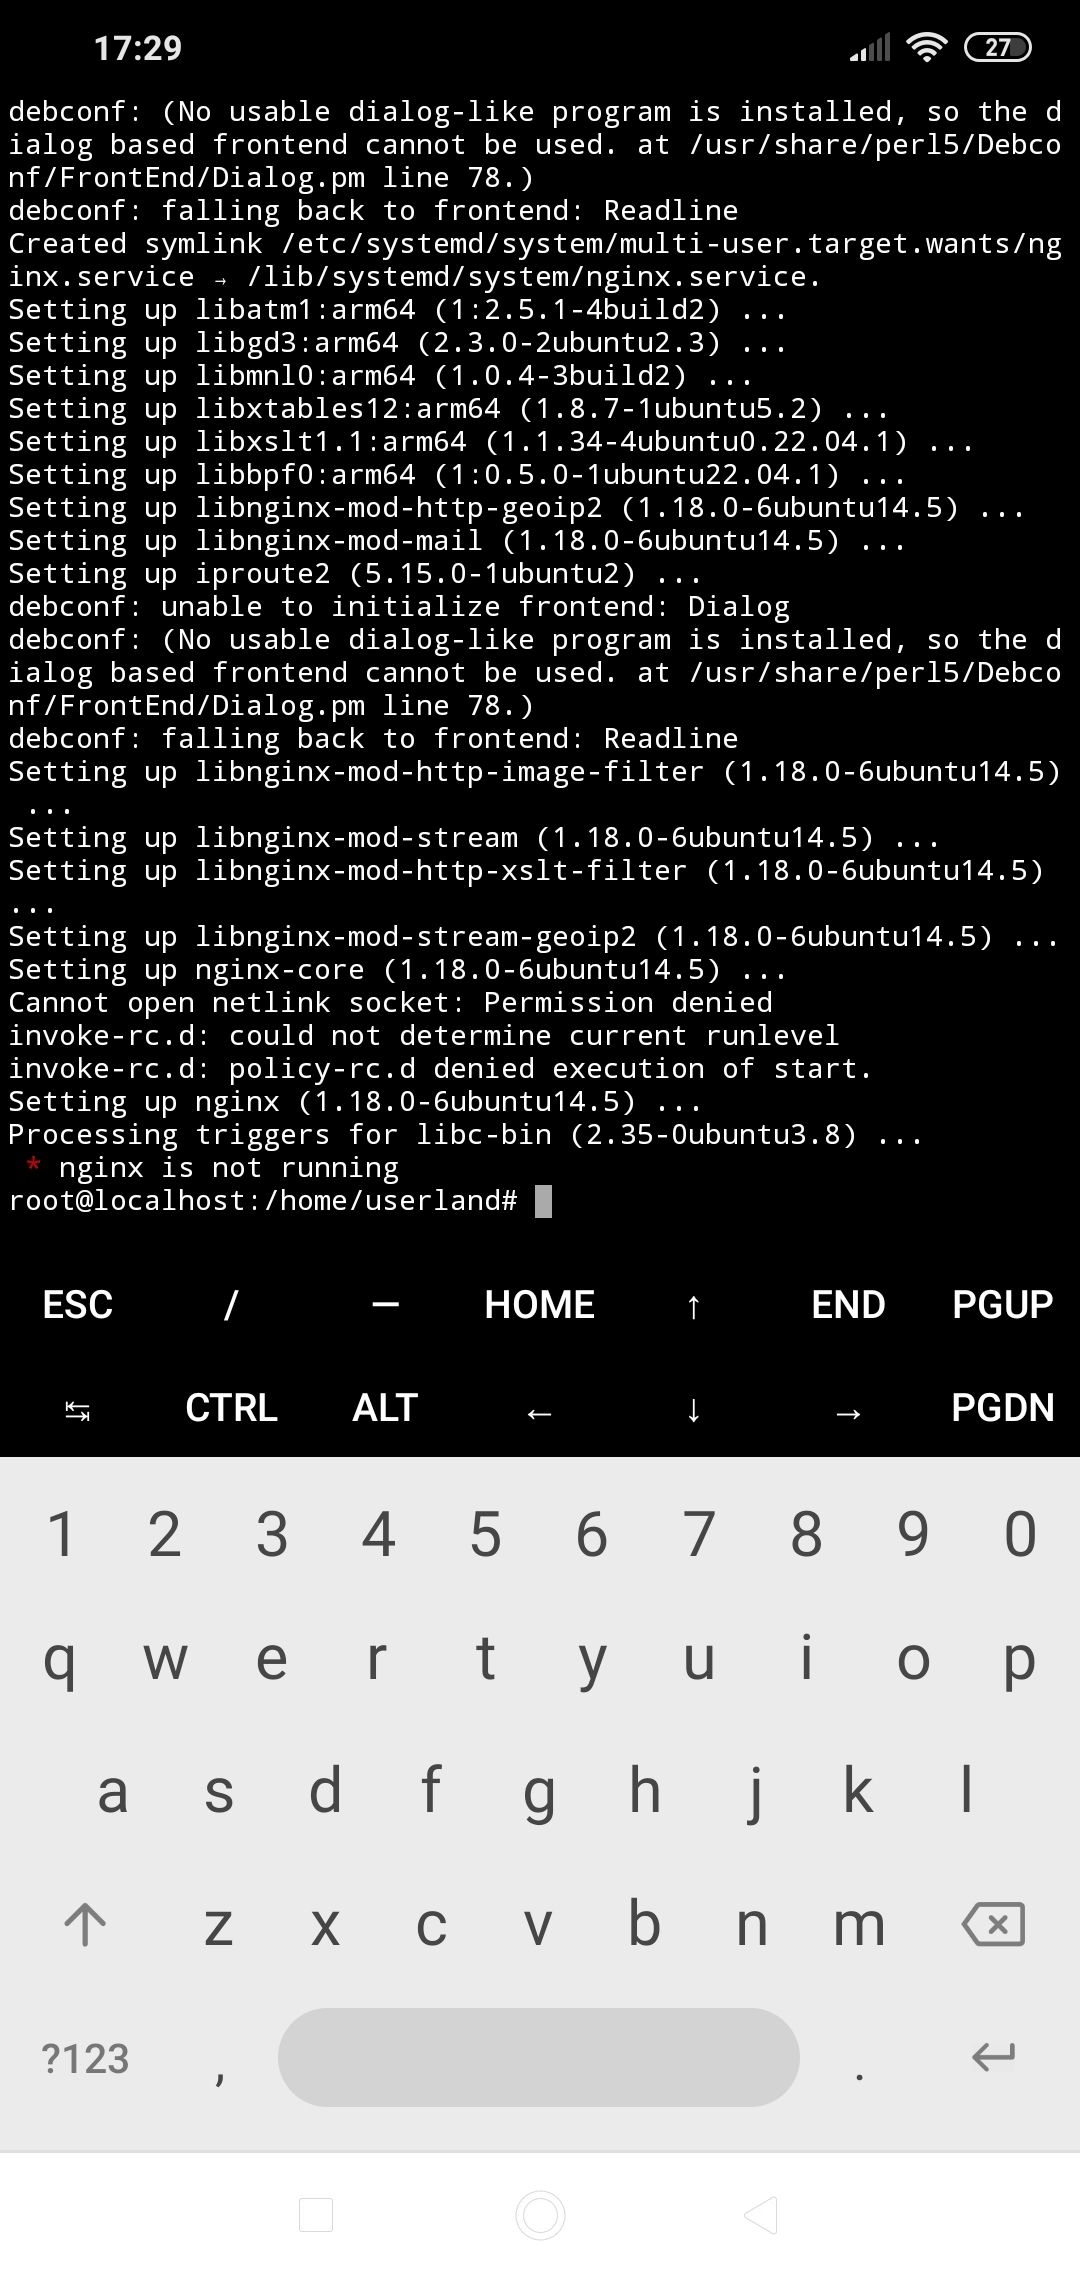 17:29
27
debconf: (No usable dialog-like program is installed, so the d
ialog based frontend cannot be used. at /usr/share/perl5/Debco
nf/FrontEnd/Dialog.pm line 78.)
debconf: falling back to frontend: Readline
Created symlink /etc/systemd/system/multi-user.target.wants/ng
inx.service → /lib/systemd/system/nginx.service.
Setting up libatm1:arm64 (1:2.5.1-4build2) ...
Setting up libgd3:arm64 (2.3.0-2ubuntu2.3) ...
Setting up libmnl0:arm64 (1.0.4-3build2) ...
Setting up libxtables12:arm64 (1.8.7-1ubuntu5.2) ...
Setting up libxslt1.1:arm64 (1.1.34-4ubuntu0.22.04.1) ...
Setting up libbpf0:arm64 (1:0.5.0-1ubuntu22.04.1) ...
Setting up libnginx-mod-http-geoip2 (1.18.0-6ubuntu14.5) ...
Setting up libnginx-mod-mail (1.18.0-6ubuntu14.5) ...
Setting up iproute2 (5.15.0-1ubuntu2) ...
debconf: unable to initialize frontend: Dialog
debconf: (No usable dialog-like program is installed, so the d
ialog based frontend cannot be used. at /usr/share/perl5/Debco
nf/FrontEnd/Dialog.pm line 78.)
debconf: falling back to frontend: Readline
Setting up libnginx-mod-http-image-filter (1.18.0-6ubuntu14.5)
 ...
Setting up libnginx-mod-stream (1.18.0-6ubuntu14.5) ...
Setting up libnginx-mod-http-xslt-filter (1.18.0-6ubuntu14.5)
...
Setting up libnginx-mod-stream-geoip2 (1.18.0-6ubuntu14.5) ...
Setting up nginx-core (1.18.0-6ubuntu14.5) ...
Cannot open netlink socket: Permission denied
invoke-rc.d: could not determine current runlevel
invoke-rc.d: policy-rc.d denied execution of start.
Setting up nginx (1.18.0-6ubuntu14.5) ...
Processing triggers for libc-bin (2.35-0ubuntu3.8) ...
 * nginx is not running
root@localhost:/home/userland#
ESC / — HOME ↑ END PGUP
↹ CTRL ALT ← ↓ → PGDN
1 2 3 4 5 6 7 8 9 0
q w e r t y u i o p
a s d f g h j k l
z x c v b n m
?123 , .